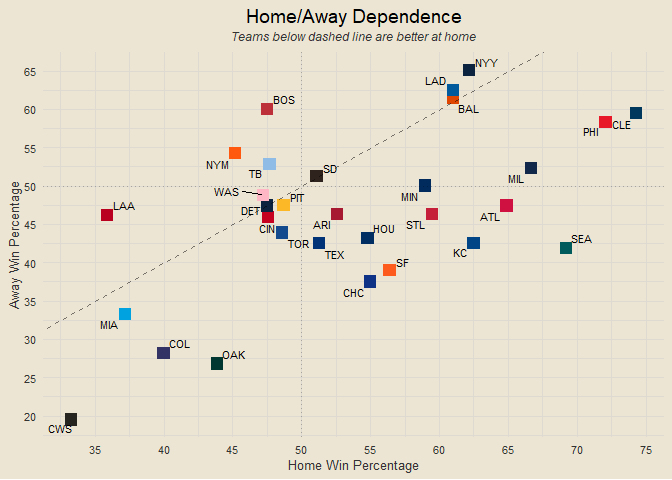 Home/Away Dependence
Teams below dashed line are better at home
Away Win Percentage
65
60
55
50
45
40
35
30
25
20
NYY
LAD
BAL
BOS
CLE
PHI
NYM
TB
SD
MIL
MIN
WAS
PIT
LAA
DET
CIN
ARI
STL
ATL
TOR
TEX
HOU
KC
SEA
SF
CHC
MIA
COL
OAK
CWS
35
40
45
50
55
60
65
70
75
Home Win Percentage